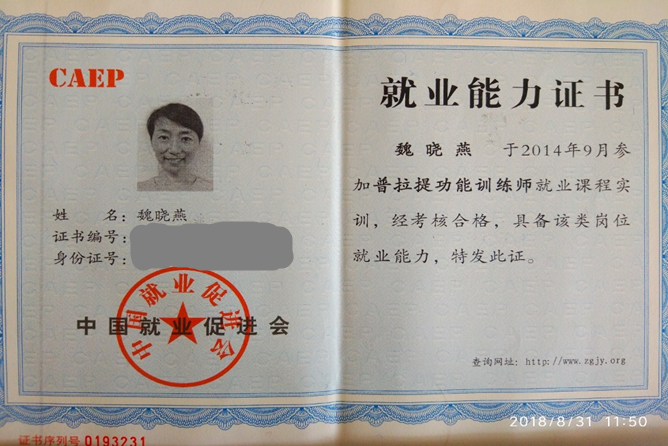 CAEP
姓 名：魏晓燕
证书编号：
身份证号：
中国就业促进会
中国就业促进会
证书序列号 0193231
就业能力证书
魏晓燕 于2014年9月参
加普拉提功能训练师就业课程实
训，经考核合格，具备该类岗位
就业能力，特发此证。
查询网址：http://www.zgjy.org
2018/8/31 11:50